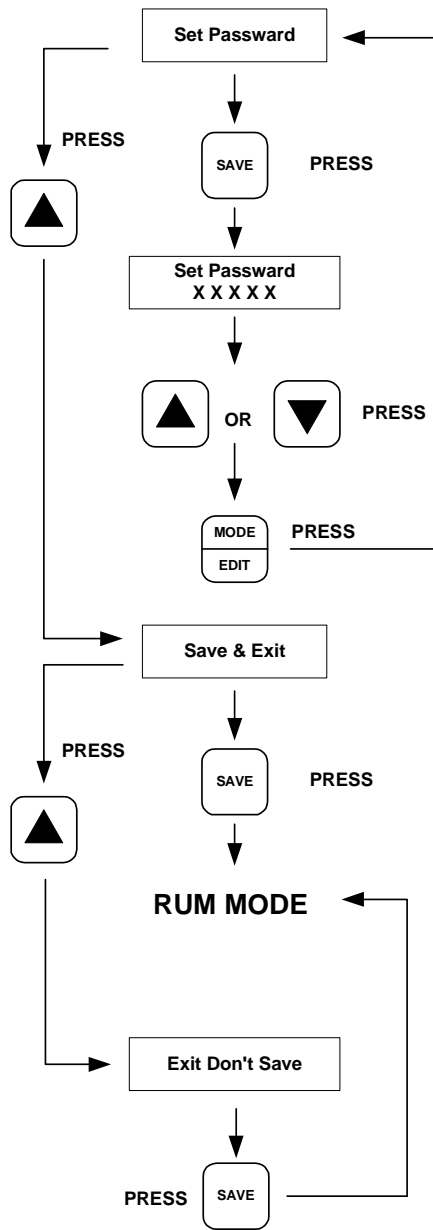 Set Passward
PRESS
SAVE
PRESS
Set Passward
X X X X X
OR
PRESS
MODE
EDIT
PRESS
Save & Exit
PRESS
SAVE
PRESS
RUM MODE
Exit Don't Save
PRESS
SAVE